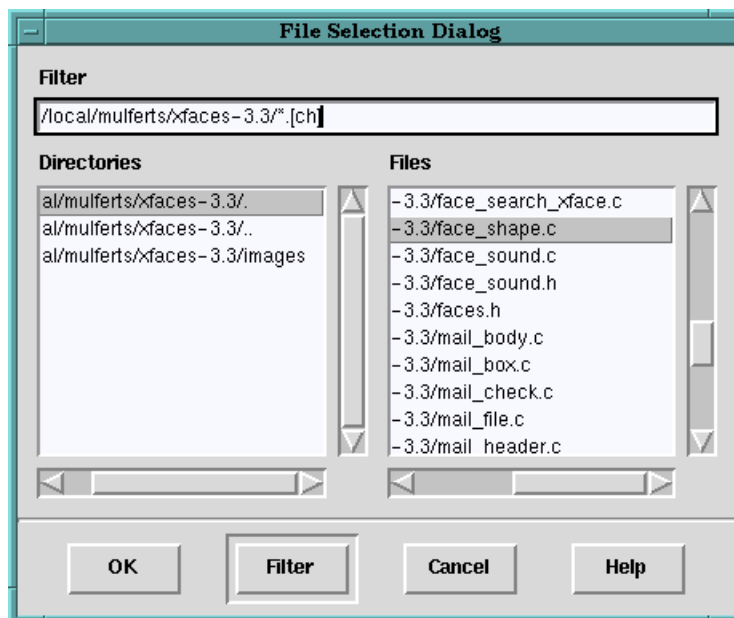 File Selection Dialog
Filter
/local/mulferts/xfaces-3.3/*.[ch]
Directories
al/mulferts/xfaces-3.3/.
al/mulferts/xfaces-3.3/..
al/mulferts/xfaces-3.3/images
Files
-3.3/face_search_xface.c
-3.3/face_shape.c
-3.3/face_sound.c
-3.3/face_sound.h
-3.3/faces.h
-3.3/mail_body.c
-3.3/mail_box.c
-3.3/mail_check.c
-3.3/mail_file.c
-3.3/mail_header.c
OK
Filter
Cancel
Help